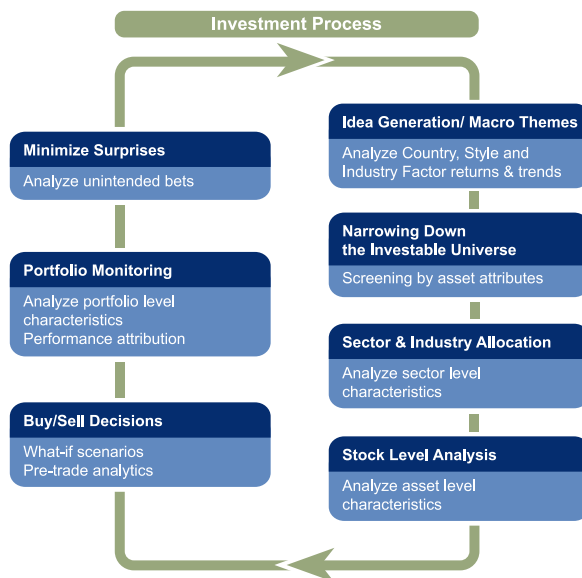 Investment Process
Idea Generation/ Macro Themes
Analyze Country, Style and
Industry Factor returns & trends
Narrowing Down
the Investable Universe
Screening by asset attributes
Sector & Industry Allocation
Analyze sector level
characteristics
Stock Level Analysis
Analyze asset level
characteristics
Buy/Sell Decisions
What-if scenarios
Pre-trade analytics
Portfolio Monitoring
Analyze portfolio level
characteristics
Performance attribution
Minimize Surprises
Analyze unintended bets